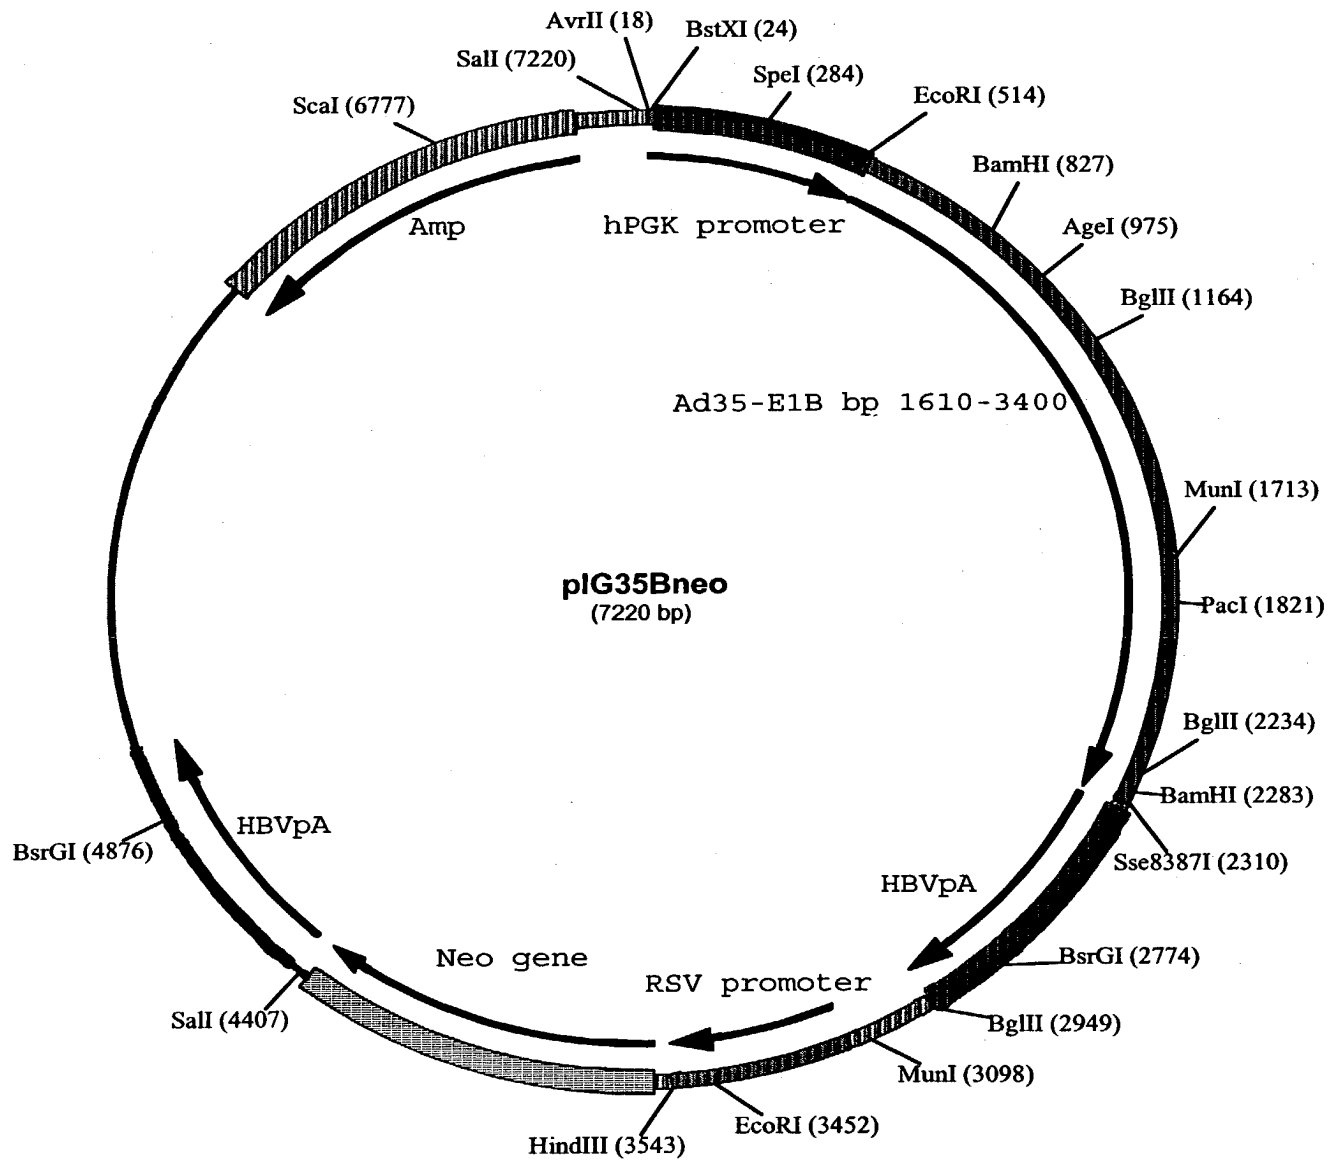 AvrII (18)
BstXI (24)
SalI (7220)
SpeI (284)
ScaI (6777)
EcoRI (514)
BamHI (827)
AgeI (975)
Amp
hPGK promoter
BglII (1164)
Ad35-E1B bp 1610-3400
MunI (1713)
pIG35Bneo
(7220 bp)
PacI (1821)
BglII (2234)
BamHI (2283)
HBVpA
BsrGI (4876)
Sse8387I (2310)
HBVpA
Neo gene
BsrGI (2774)
RSV promoter
SalI (4407)
BglII (2949)
MunI (3098)
EcoRI (3452)
HindIII (3543)